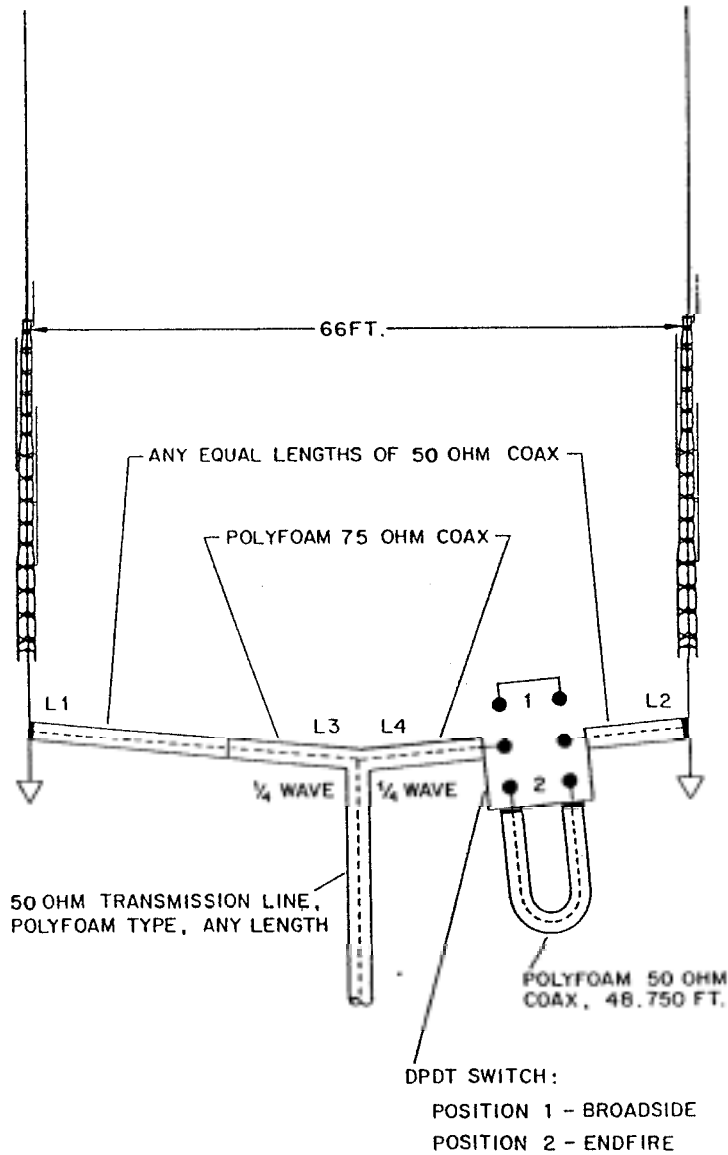 66FT.
ANY EQUAL LENGTHS OF 50 OHM COAX
POLYFOAM 75 OHM COAX
L1
L3
L4
1
L2
¼ WAVE
¼ WAVE
2
50 OHM TRANSMISSION LINE,
POLYFOAM TYPE, ANY LENGTH
POLYFOAM 50 OHM
COAX, 48.750 FT.
DPDT SWITCH:
POSITION 1 - BROADSIDE
POSITION 2 - ENDFIRE